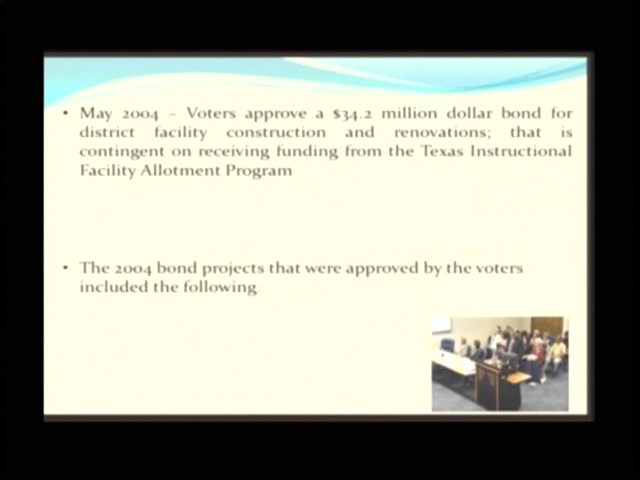 • May 2004 – Voters approve a $34.2 million dollar bond for
district facility construction and renovations; that is
contingent on receiving funding from the Texas Instructional
Facility Allotment Program
• The 2004 bond projects that were approved by the voters
included the following